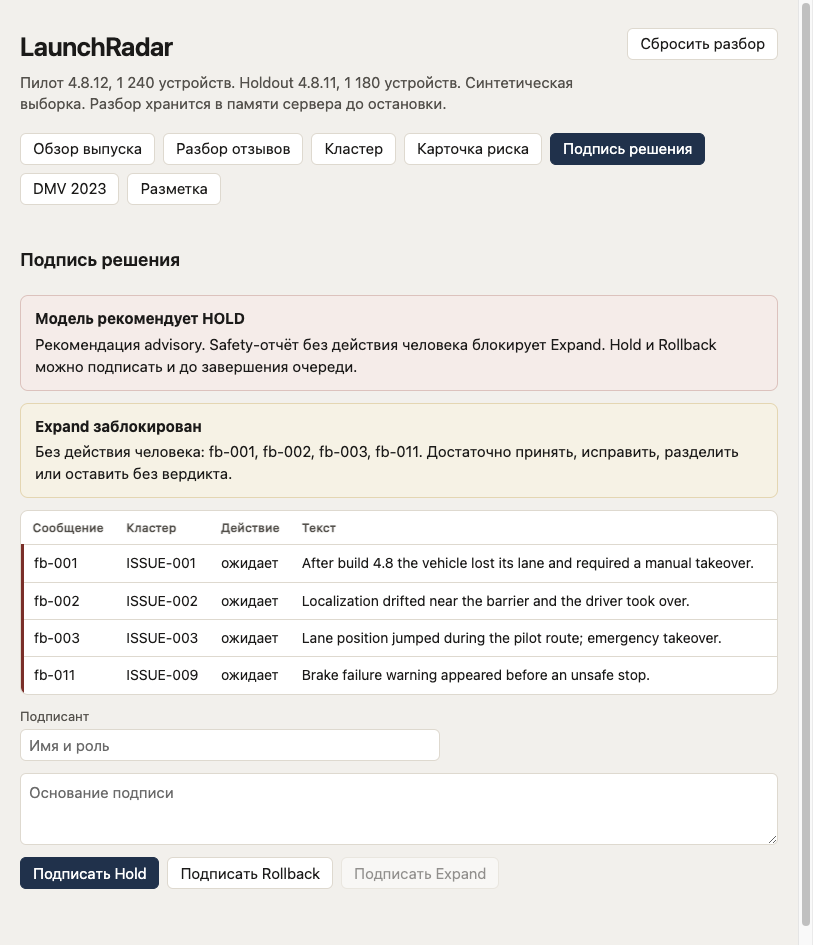 LaunchRadar
Сбросить разбор
Пилот 4.8.12, 1 240 устройств. Holdout 4.8.11, 1 180 устройств. Синтетическая
выборка. Разбор хранится в памяти сервера до остановки.
Обзор выпуска
Разбор отзывов
Кластер
Карточка риска
Подпись решения
DMV 2023
Разметка
Подпись решения
Модель рекомендует HOLD
Рекомендация advisory. Safety-отчёт без действия человека блокирует Expand. Hold и Rollback
можно подписать и до завершения очереди.
Expand заблокирован
Без действия человека: fb-001, fb-002, fb-003, fb-011. Достаточно принять, исправить, разделить
или оставить без вердикта.
Сообщение Кластер Действие Текст
fb-001 ISSUE-001 ожидает After build 4.8 the vehicle lost its lane and required a manual takeover.
fb-002 ISSUE-002 ожидает Localization drifted near the barrier and the driver took over.
fb-003 ISSUE-003 ожидает Lane position jumped during the pilot route; emergency takeover.
fb-011 ISSUE-009 ожидает Brake failure warning appeared before an unsafe stop.
Подписант
Имя и роль
Основание подписи
Подписать Hold
Подписать Rollback
Подписать Expand